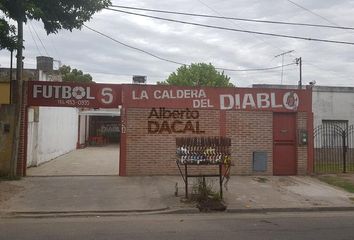 FUTBOL 5
LA CALDERA
DEL DIABLO
Alberto
DACAL